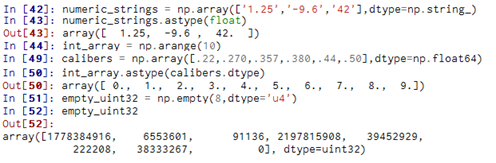 In [42]: numeric_strings = np.array(['1.25','-9.6','42'],dtype=np.string_)
In [43]: numeric_strings.astype(float)
Out[43]: array([  1.25,  -9.6 ,  42.  ])
In [44]: int_array = np.arange(10)
In [49]: calibers = np.array([.22,.270,.357,.380,.44,.50],dtype=np.float64)
In [50]: int_array.astype(calibers.dtype)
Out[50]: array([ 0.,  1.,  2.,  3.,  4.,  5.,  6.,  7.,  8.,  9.])
In [51]: empty_uint32 = np.empty(8,dtype='u4')
In [52]: empty_uint32
Out[52]:
array([1778384916,    6553601,      91136, 2197815908,   39452929,
           222208,   38333267,          0], dtype=uint32)